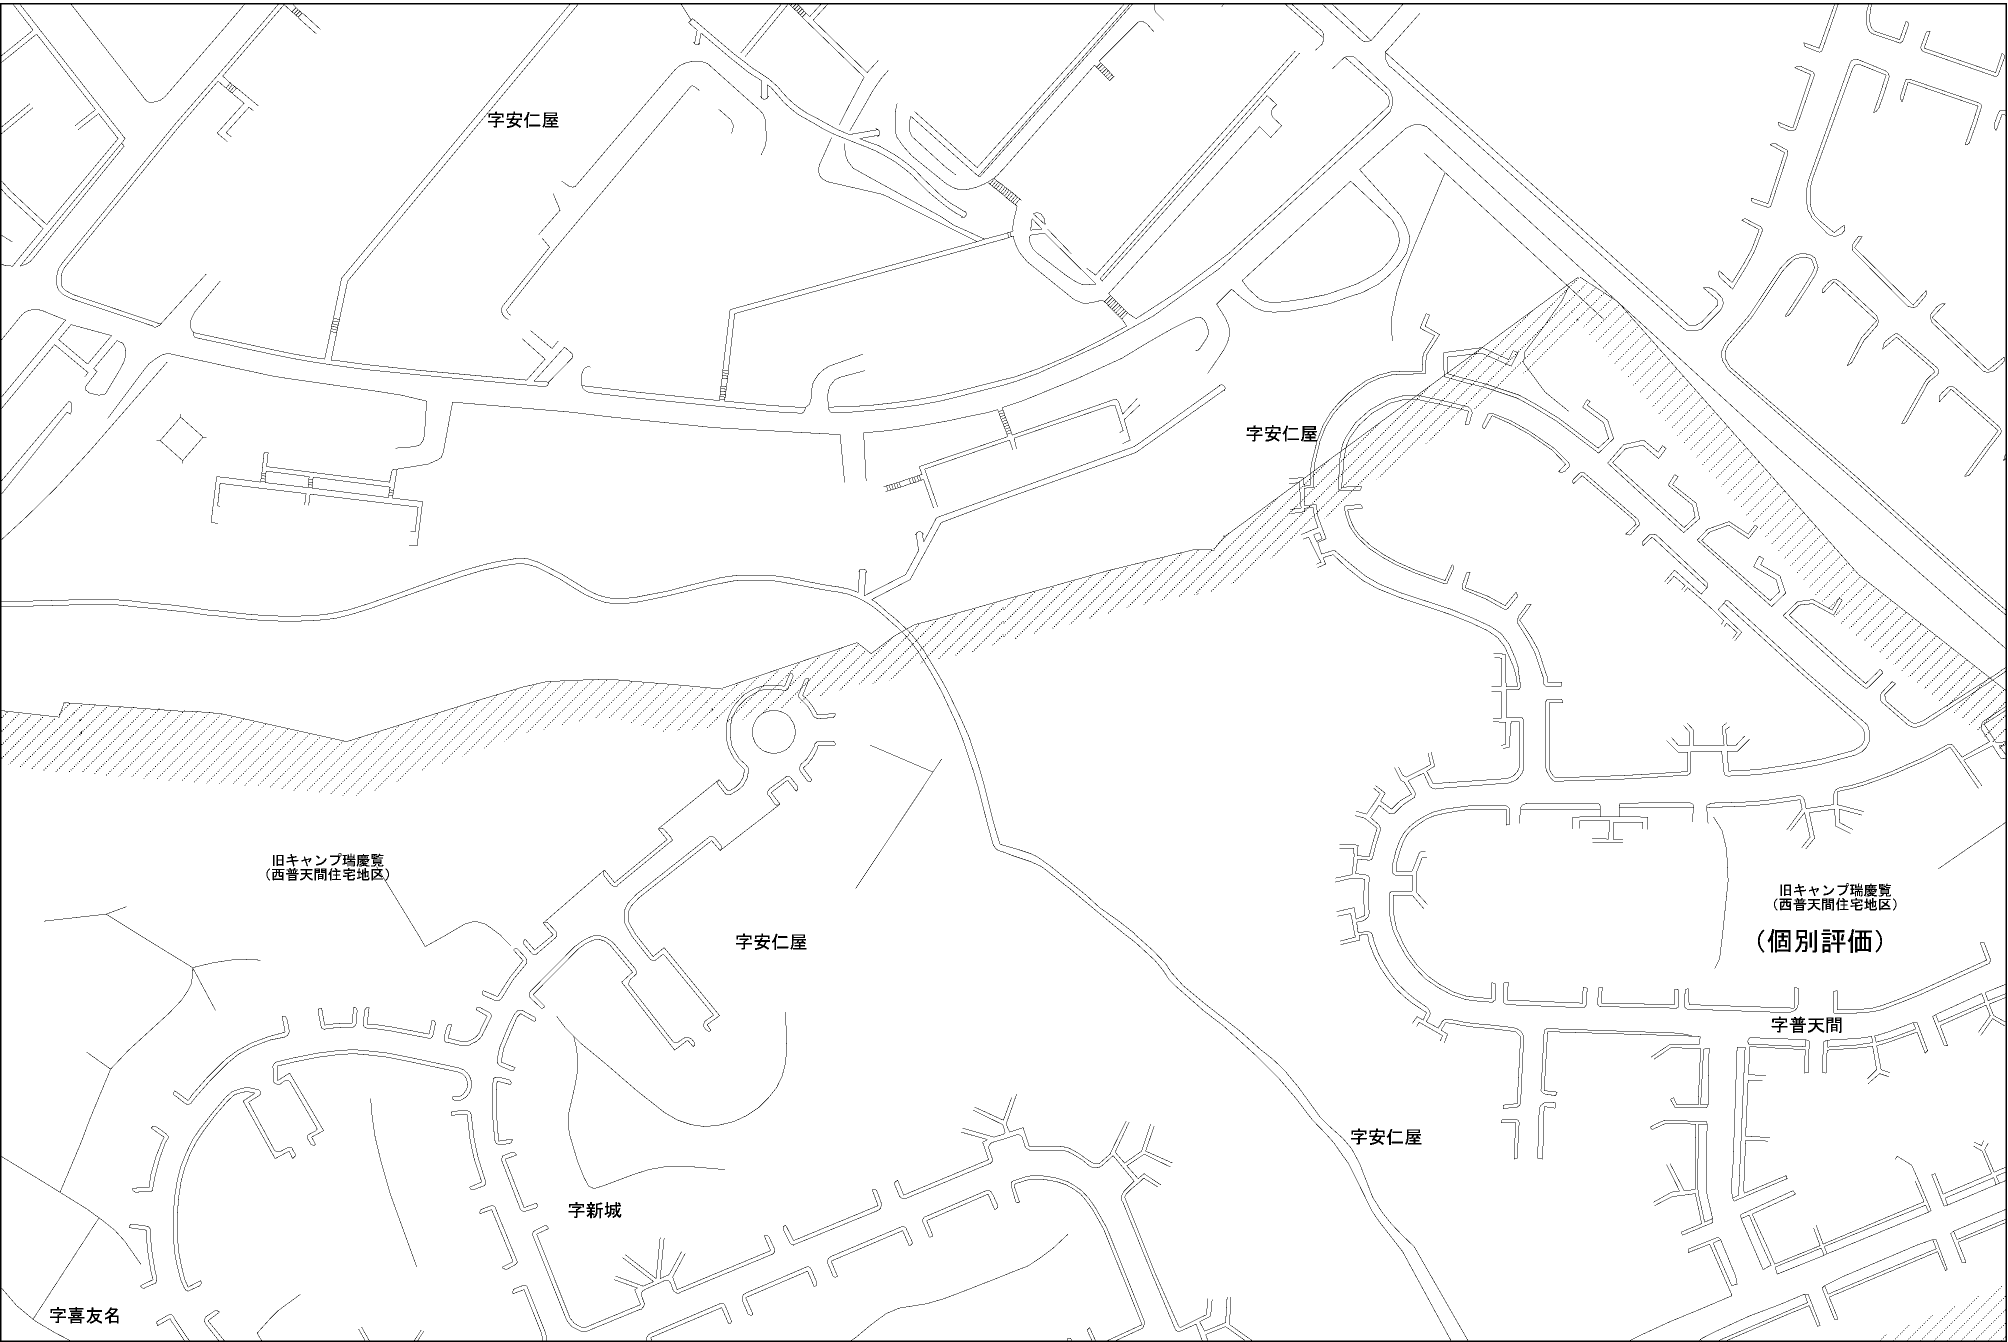 字安仁屋
字安仁屋
旧キャンプ瑞慶覧
（西普天間住宅地区）
旧キャンプ瑞慶覧
（西普天間住宅地区）
（個別評価）
字安仁屋
字普天間
字安仁屋
字新城
字喜友名